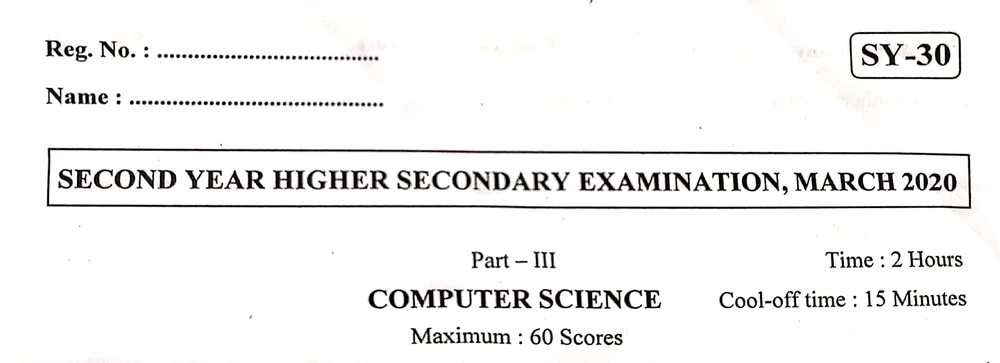 Reg. No. : ....................................
SY-30
Name : ..........................................
SECOND YEAR HIGHER SECONDARY EXAMINATION, MARCH 2020
Part – III
Time : 2 Hours
COMPUTER SCIENCE
Cool-off time : 15 Minutes
Maximum : 60 Scores